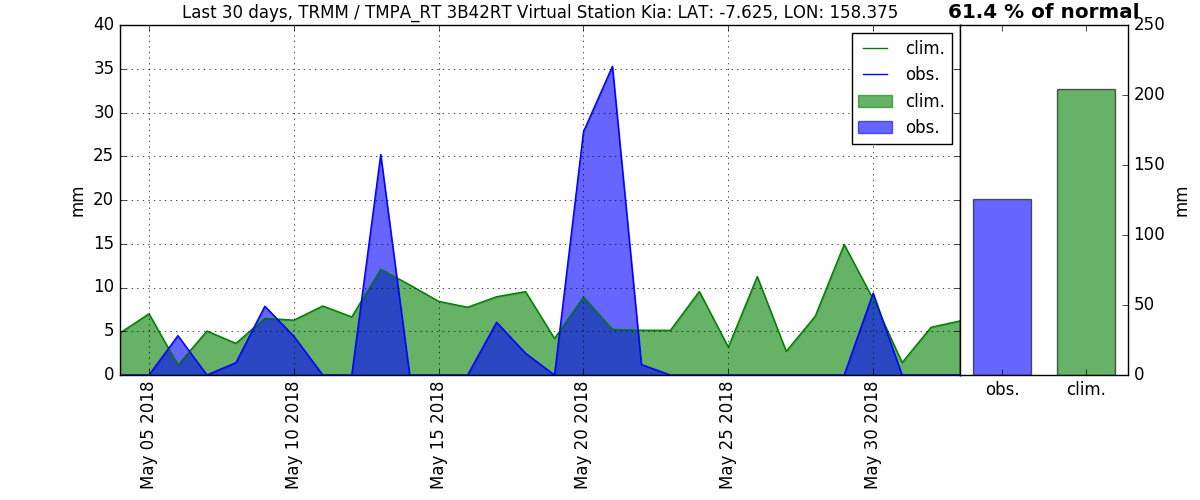 Last 30 days, TRMM / TMPA_RT 3B42RT Virtual Station Kia: LAT: -7.625, LON: 158.375
61.4 % of normal
40
35
30
25
20
15
10
5
0
mm
clim.
obs.
clim.
obs.
May 05 2018
May 10 2018
May 15 2018
May 20 2018
May 25 2018
May 30 2018
250
200
150
100
50
0
mm
obs.
clim.